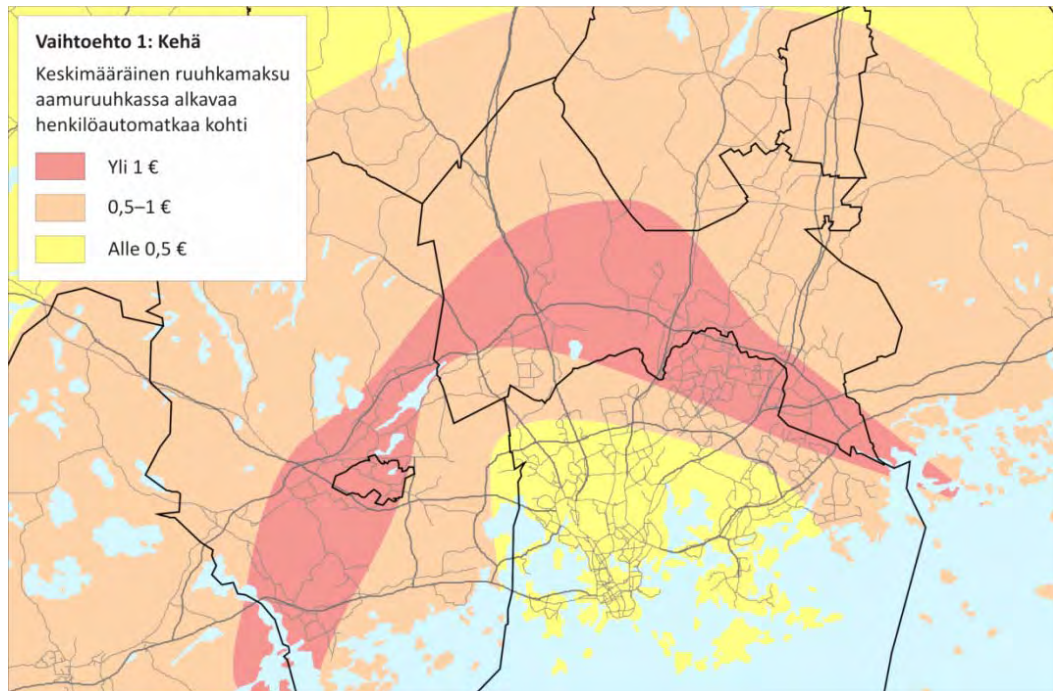 Vaihtoehto 1: Kehä
Keskimääräinen ruuhkamaksu
aamuruuhkassa alkavaa
henkilöautomatkaa kohti
Yli 1 €
0,5–1 €
Alle 0,5 €